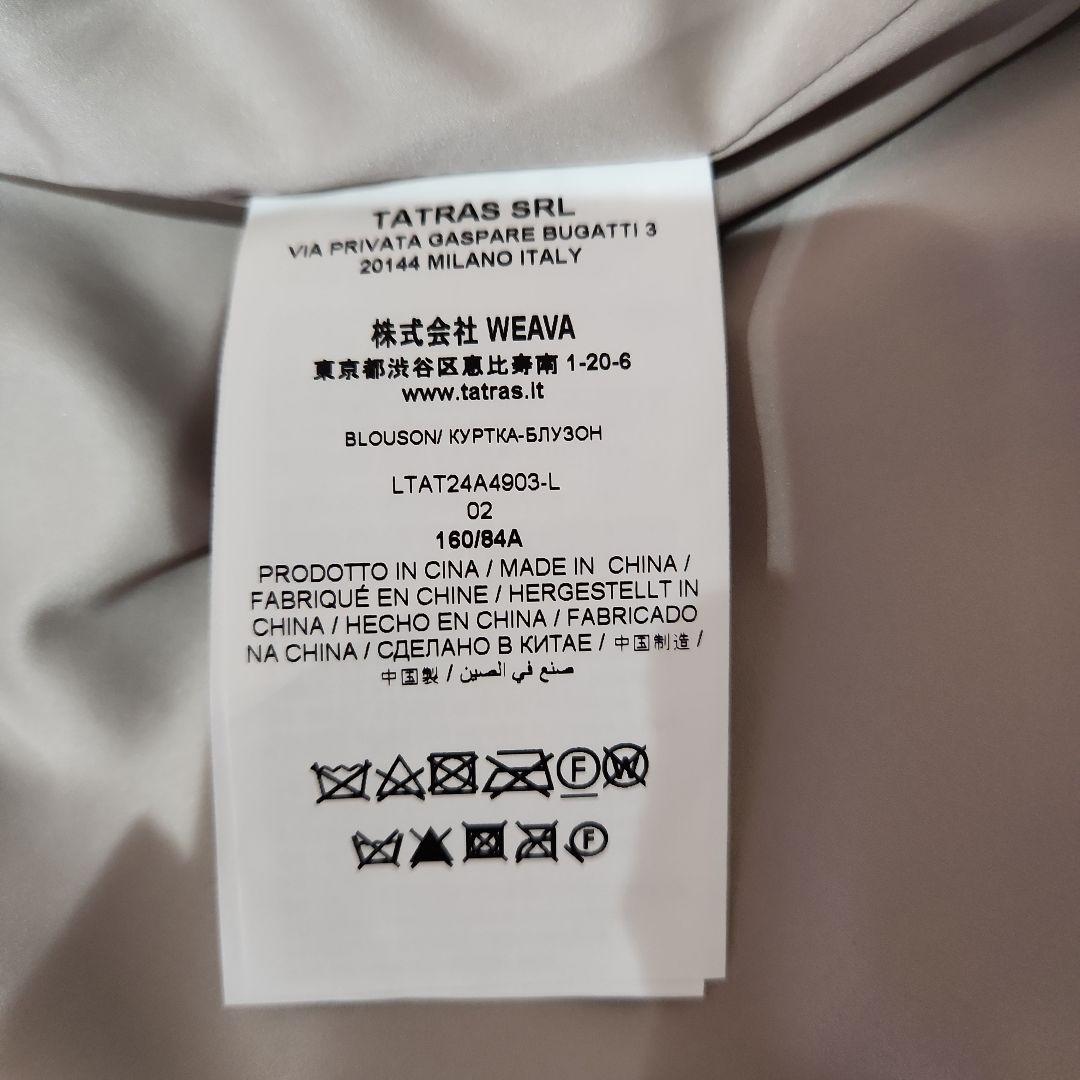 TATRAS SRL
VIA PRIVATA GASPARE BUGATTI 3
20144 MILANO ITALY
株式会社 WEAVA
東京都渋谷区恵比寿南 1-20-6
www.tatras.it
BLOUSON/ КУРТКА-БЛУЗОН
LTAT24A4903-L
02
160/84A
PRODOTTO IN CINA / MADE IN CHINA /
FABRIQUÉ EN CHINE / HERGESTELLT IN
CHINA / HECHO EN CHINA / FABRICADO
NA CHINA / СДЕЛАНО В КИТАЕ / 中国制造 /
中国製 / صنع في الصين
F W
F